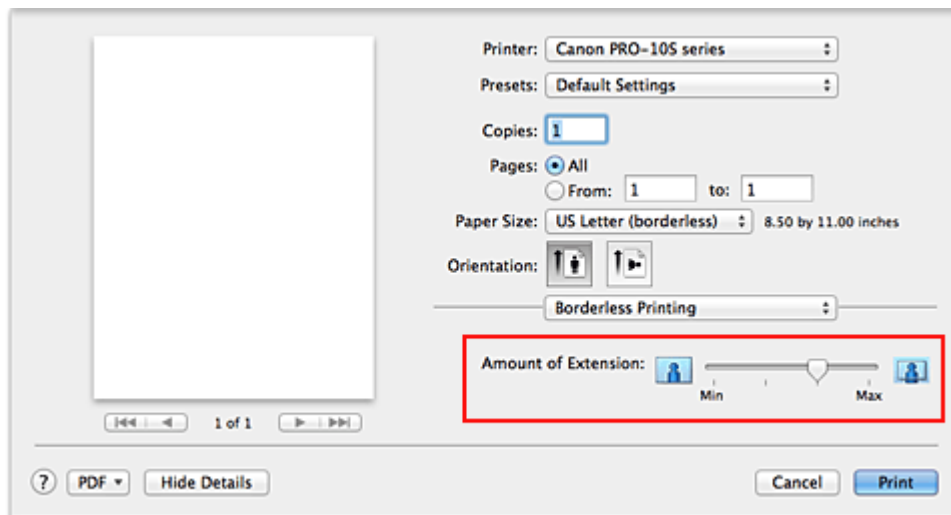 Printer: Canon PRO-10S series
Presets: Default Settings
Copies: 1
Pages: All
From: 1 to: 1
Paper Size: US Letter (borderless) 8.50 by 11.00 inches
Orientation:
Borderless Printing
Amount of Extension:
Min Max
1 of 1
? PDF Hide Details Cancel Print